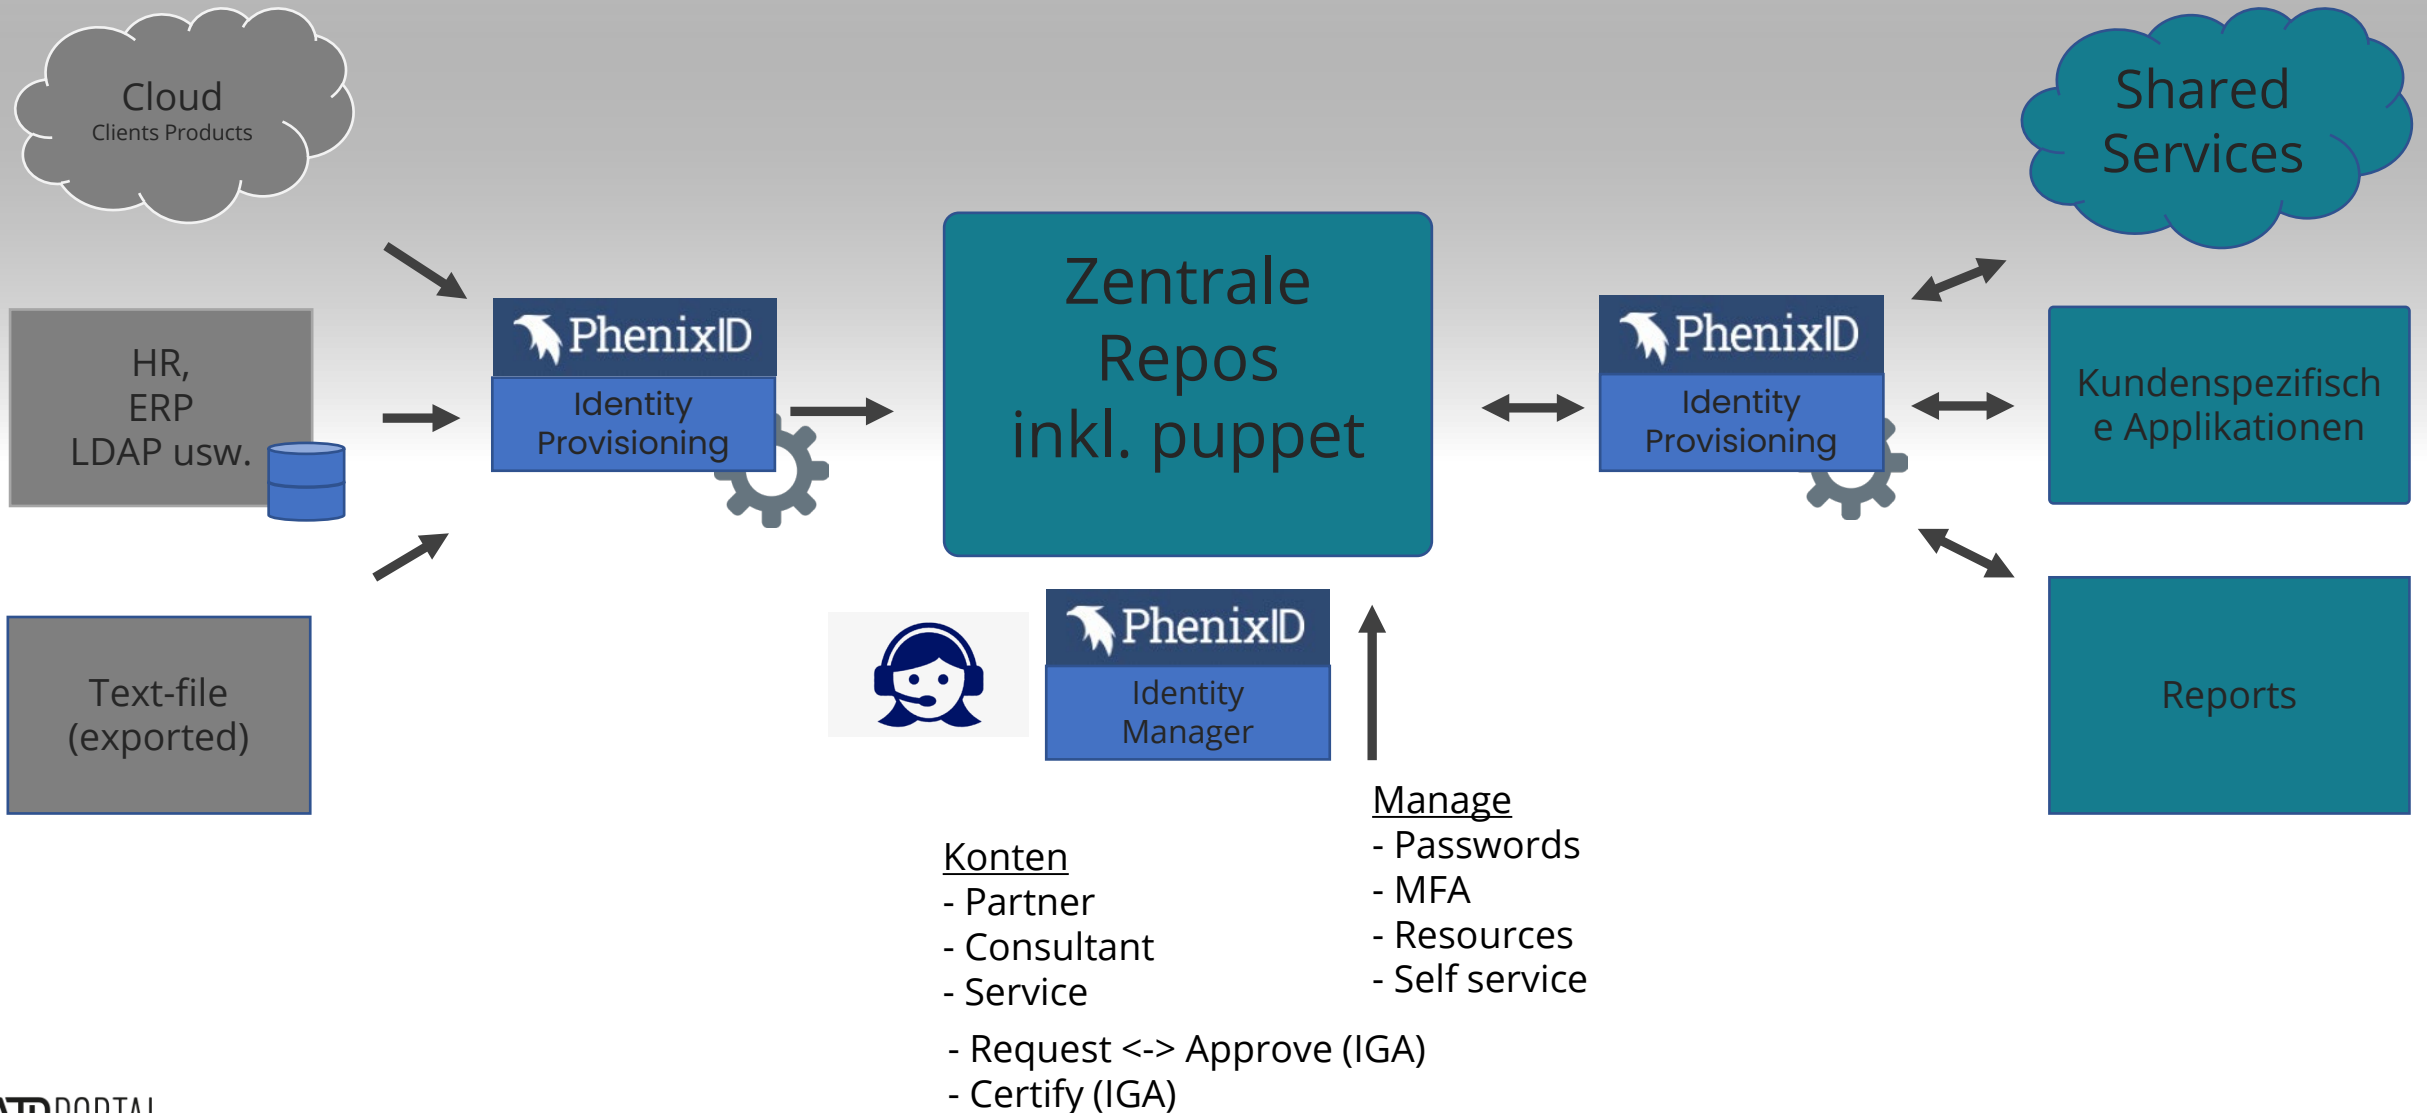 Cloud
Clients Products
HR,
ERP
LDAP usw.
Text-file
(exported)
PhenixID
Identity
Provisioning
Zentrale
Repos
inkl. puppet
PhenixID
Identity
Manager
Konten
- Partner
- Consultant
- Service
- Request <-> Approve (IGA)
- Certify (IGA)
Manage
- Passwords
- MFA
- Resources
- Self service
PhenixID
Identity
Provisioning
Shared
Services
Kundenspezifisch
e Applikationen
Reports
PORTAL